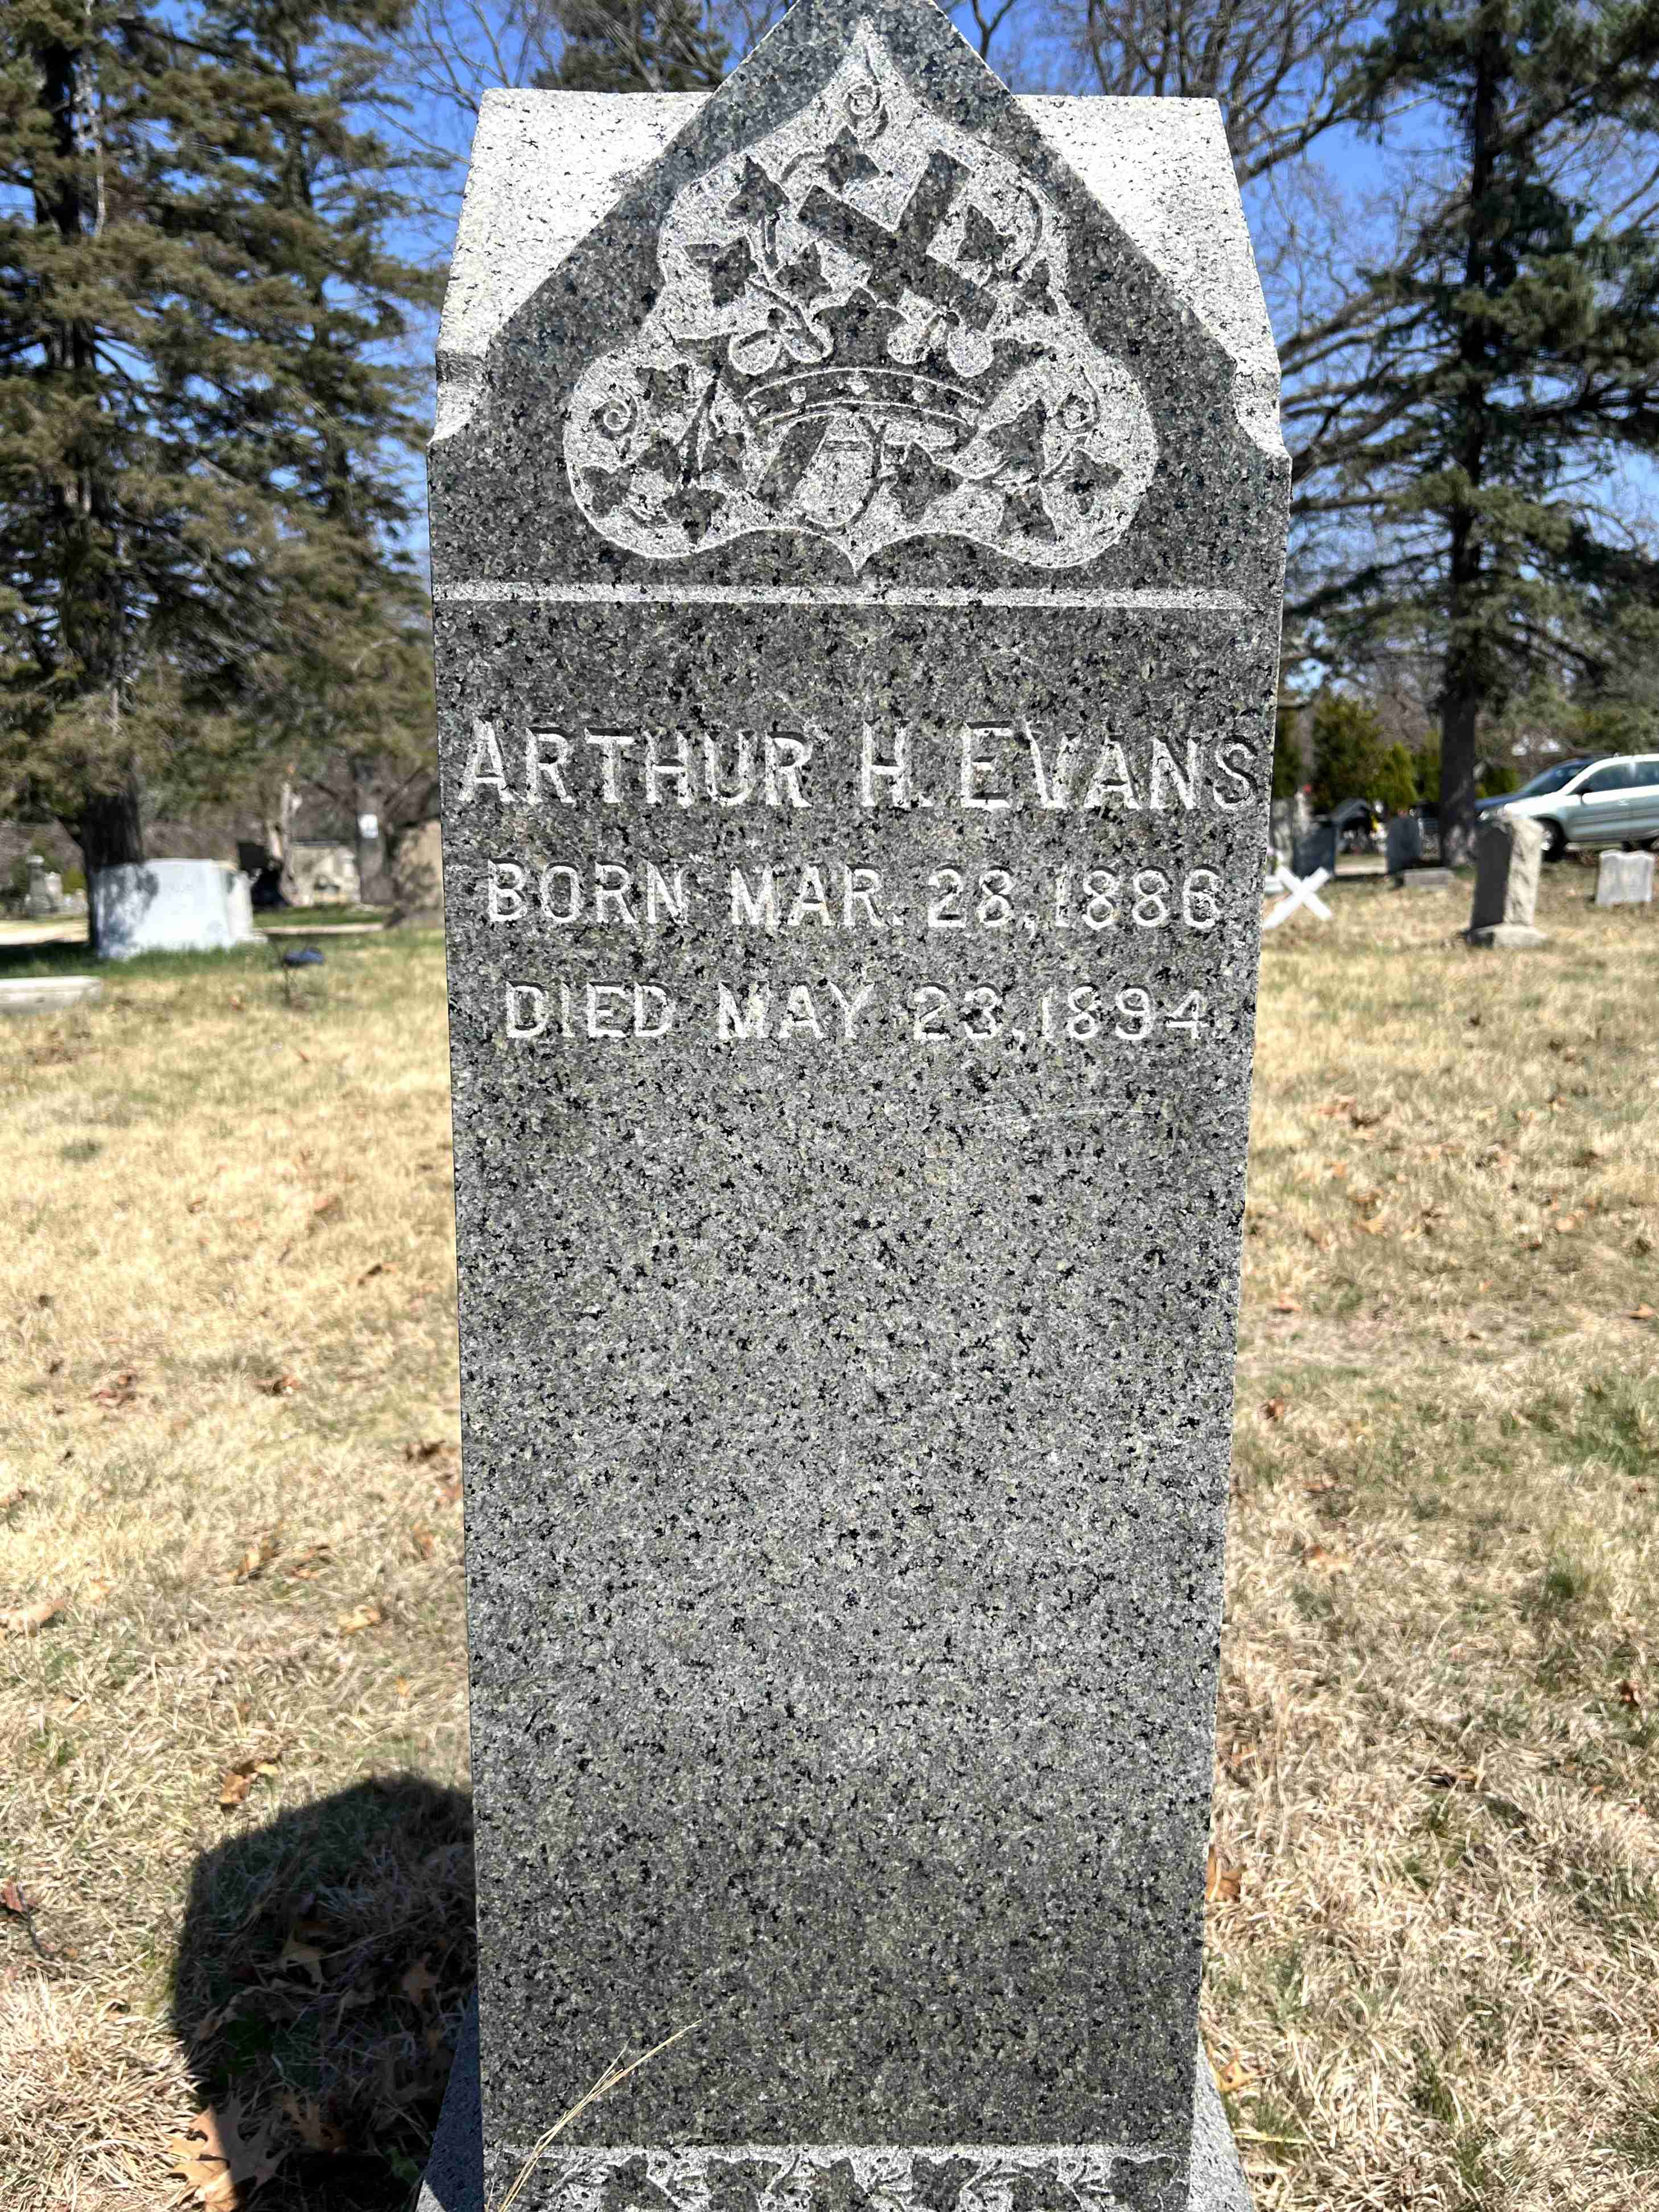 ARTHUR H. EVANS
BORN MAR. 28, 1886
DIED MAY 23, 1894